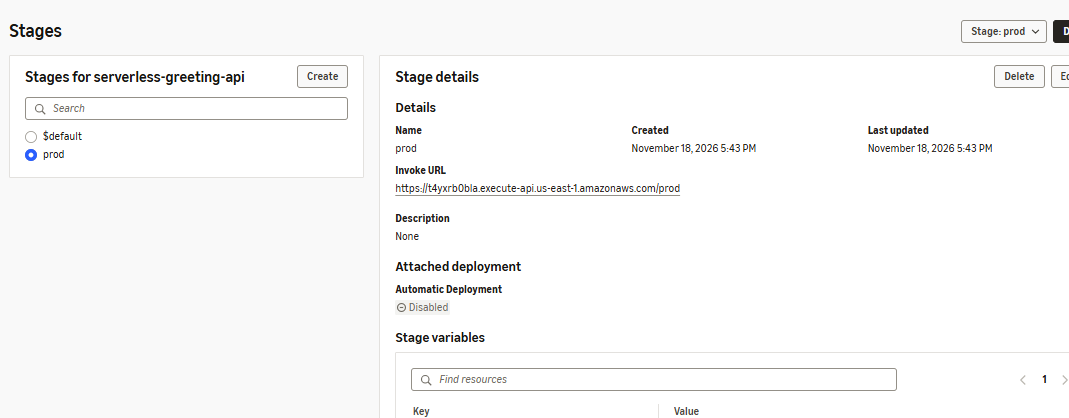 Stages
Stage: prod
Stages for serverless-greeting-api
Create
Search
$default
prod
Stage details
Delete
Details
Name
Created
Last updated
prod
November 18, 2026 5:43 PM
November 18, 2026 5:43 PM
Invoke URL
https://t4yxrb0bla.execute-api.us-east-1.amazonaws.com/prod
Description
None
Attached deployment
Automatic Deployment
Disabled
Stage variables
Find resources
1
Key
Value